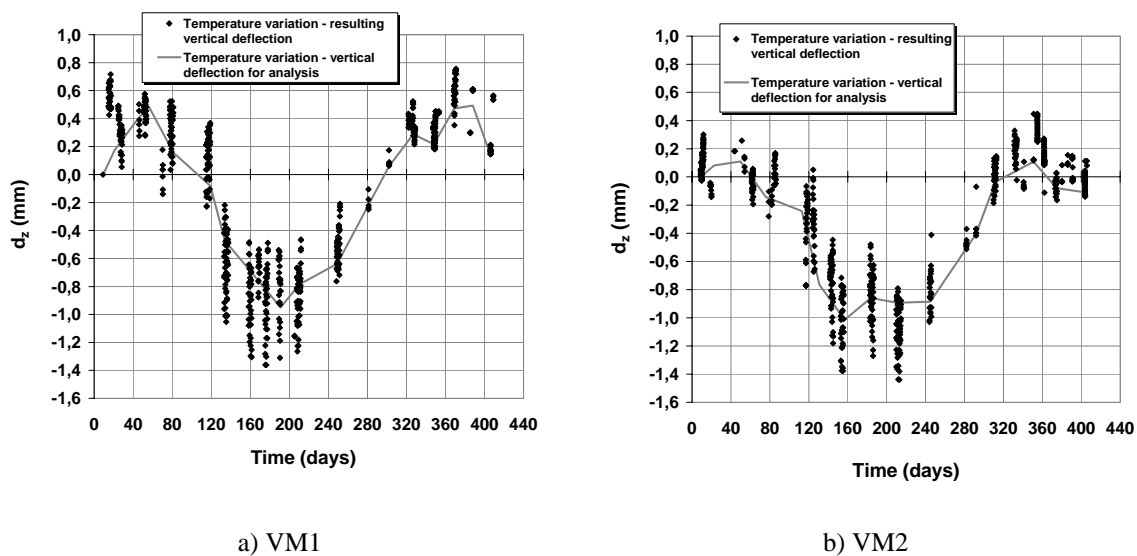 Temperature variation - resulting
vertical deflection
Temperature variation - vertical
deflection for analysis
1,0
0,8
0,6
0,4
0,2
0,0
-0,2
-0,4
-0,6
-0,8
-1,0
-1,2
-1,4
-1,6
dz (mm)
0 40 80 120 160 200 240 280 320 360 400 440
Time (days)
a) VM1
Temperature variation - resulting
vertical deflection
Temperature variation - vertical
deflection for analysis
1,0
0,8
0,6
0,4
0,2
0,0
-0,2
-0,4
-0,6
-0,8
-1,0
-1,2
-1,4
-1,6
dz (mm)
0 40 80 120 160 200 240 280 320 360 400 440
Time (days)
b) VM2